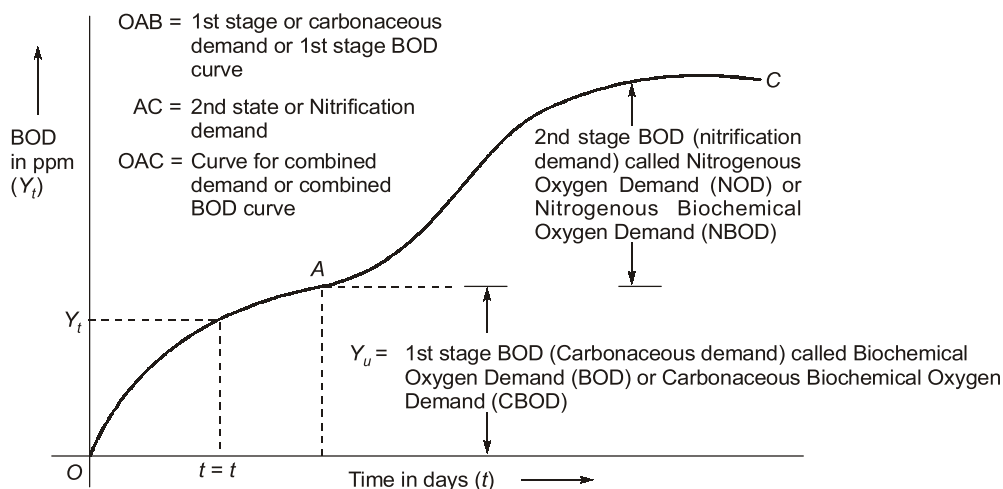 OAB = 1st stage or carbonaceous
demand or 1st stage BOD
curve
AC = 2nd state or Nitrification
demand
OAC = Curve for combined
demand or combined
BOD curve
BOD
in ppm
(Yt)
C
2nd stage BOD (nitrification
demand) called Nitrogenous
Oxygen Demand (NOD) or
Nitrogenous Biochemical
Oxygen Demand (NBOD)
A
Yt
Yu = 1st stage BOD (Carbonaceous demand) called Biochemical
Oxygen Demand (BOD) or Carbonaceous Biochemical Oxygen
Demand (CBOD)
O
t = t
Time in days (t)